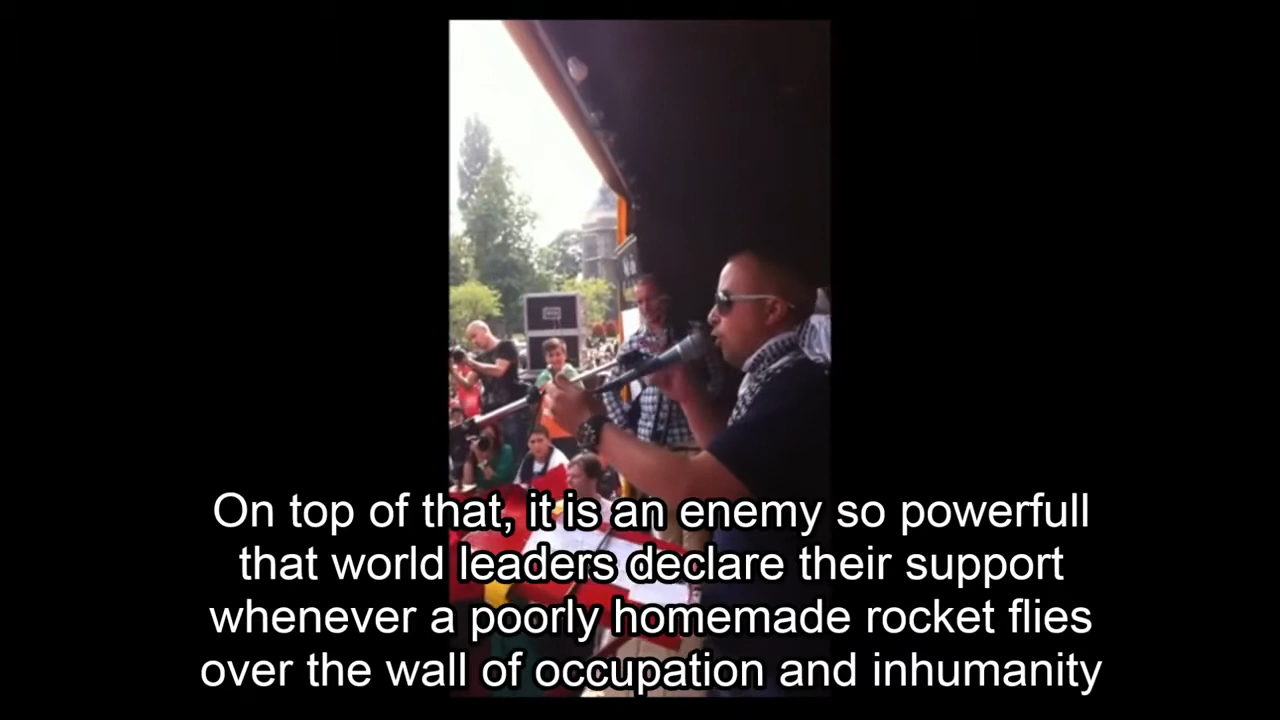 On top of that, it is an enemy so powerfull
that world leaders declare their support
whenever a poorly homemade rocket flies
over the wall of occupation and inhumanity